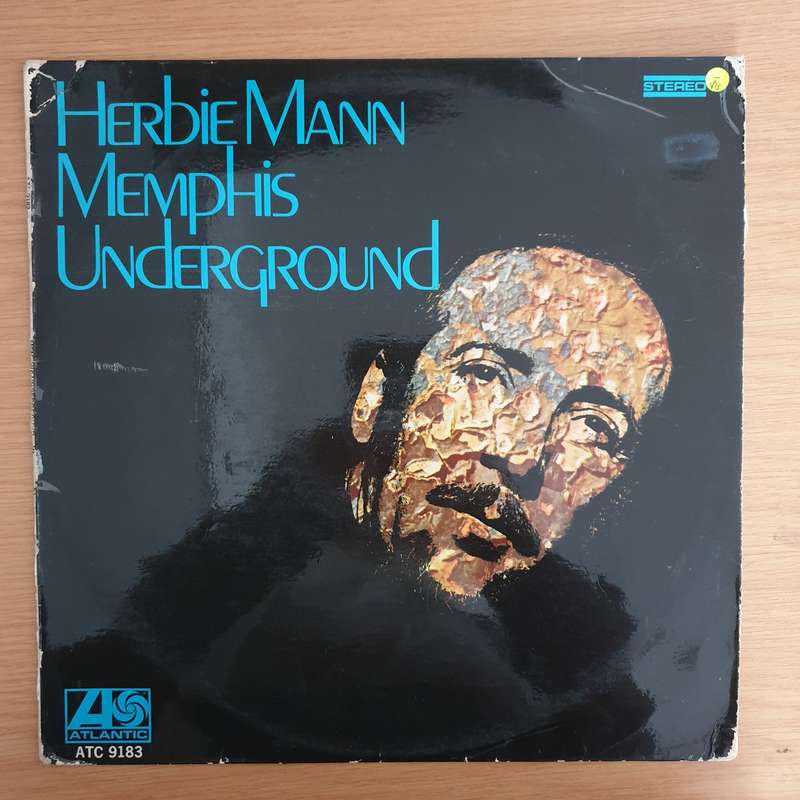 Herbie Mann
STEREO
Memphis
Underground
ATLANTIC
ATC 9183